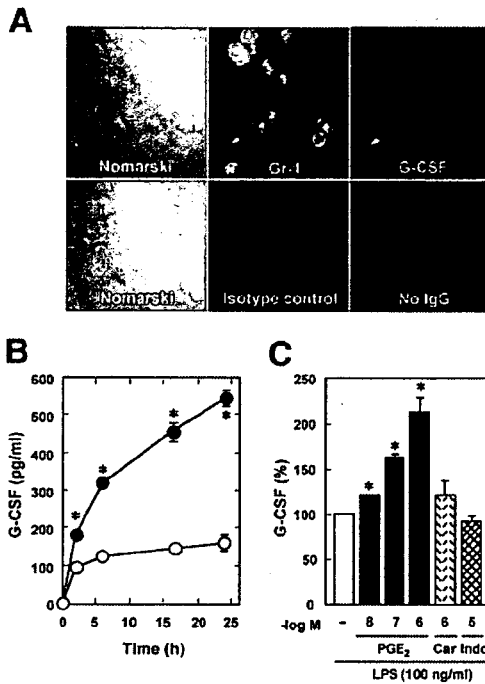 A
Nomarski Gr-1 G-CSF
Nomarski Isotype control No IgG
B
G-CSF (pg/ml)
600
500
400
300
200
100
0
0 5 10 15 20 25
Time (h)
* * * *
C
G-CSF (%)
250
200
150
100
50
0
* * *
-log M – 8 7 6 6 5
PGE2 Car Indo
LPS (100 ng/ml)